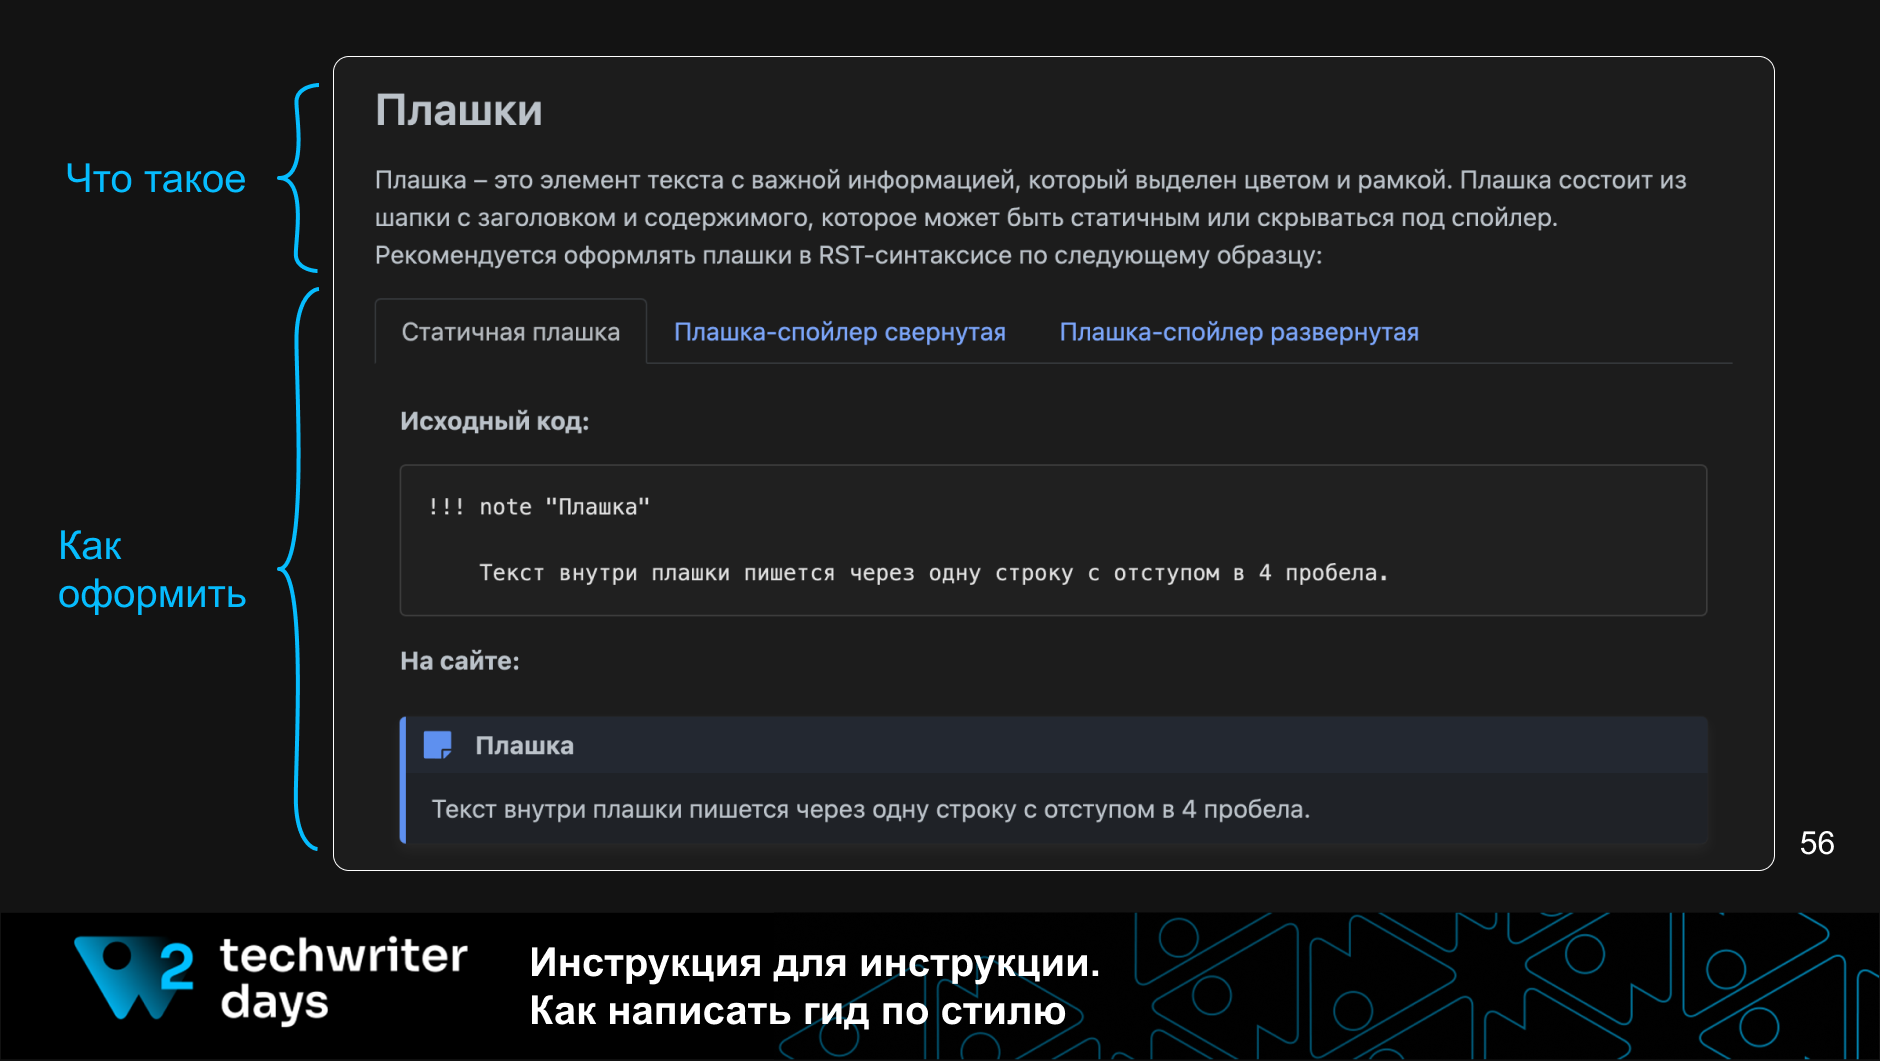 Что такое
Плашки
Плашка – это элемент текста с важной информацией, который выделен цветом и рамкой. Плашка состоит из
шапки с заголовком и содержимого, которое может быть статичным или скрываться под спойлер.
Рекомендуется оформлять плашки в RST-синтаксисе по следующему образцу:
Как
оформить
Статичная плашка Плашка-спойлер свернутая Плашка-спойлер развернутая
Исходный код:
!!! note "Плашка"
Текст внутри плашки пишется через одну строку с отступом в 4 пробела.
На сайте:
Плашка
Текст внутри плашки пишется через одну строку с отступом в 4 пробела.
56
2 techwriter
days
Инструкция для инструкции.
Как написать гид по стилю